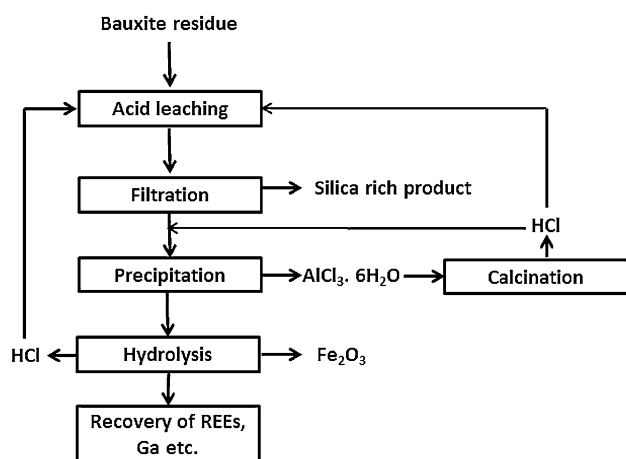 Bauxite residue
Acid leaching
Filtration
Silica rich product
HCl
Precipitation
AlCl₃. 6H₂O
Calcination
HCl
Hydrolysis
Fe₂O₃
Recovery of REEs,
Ga etc.